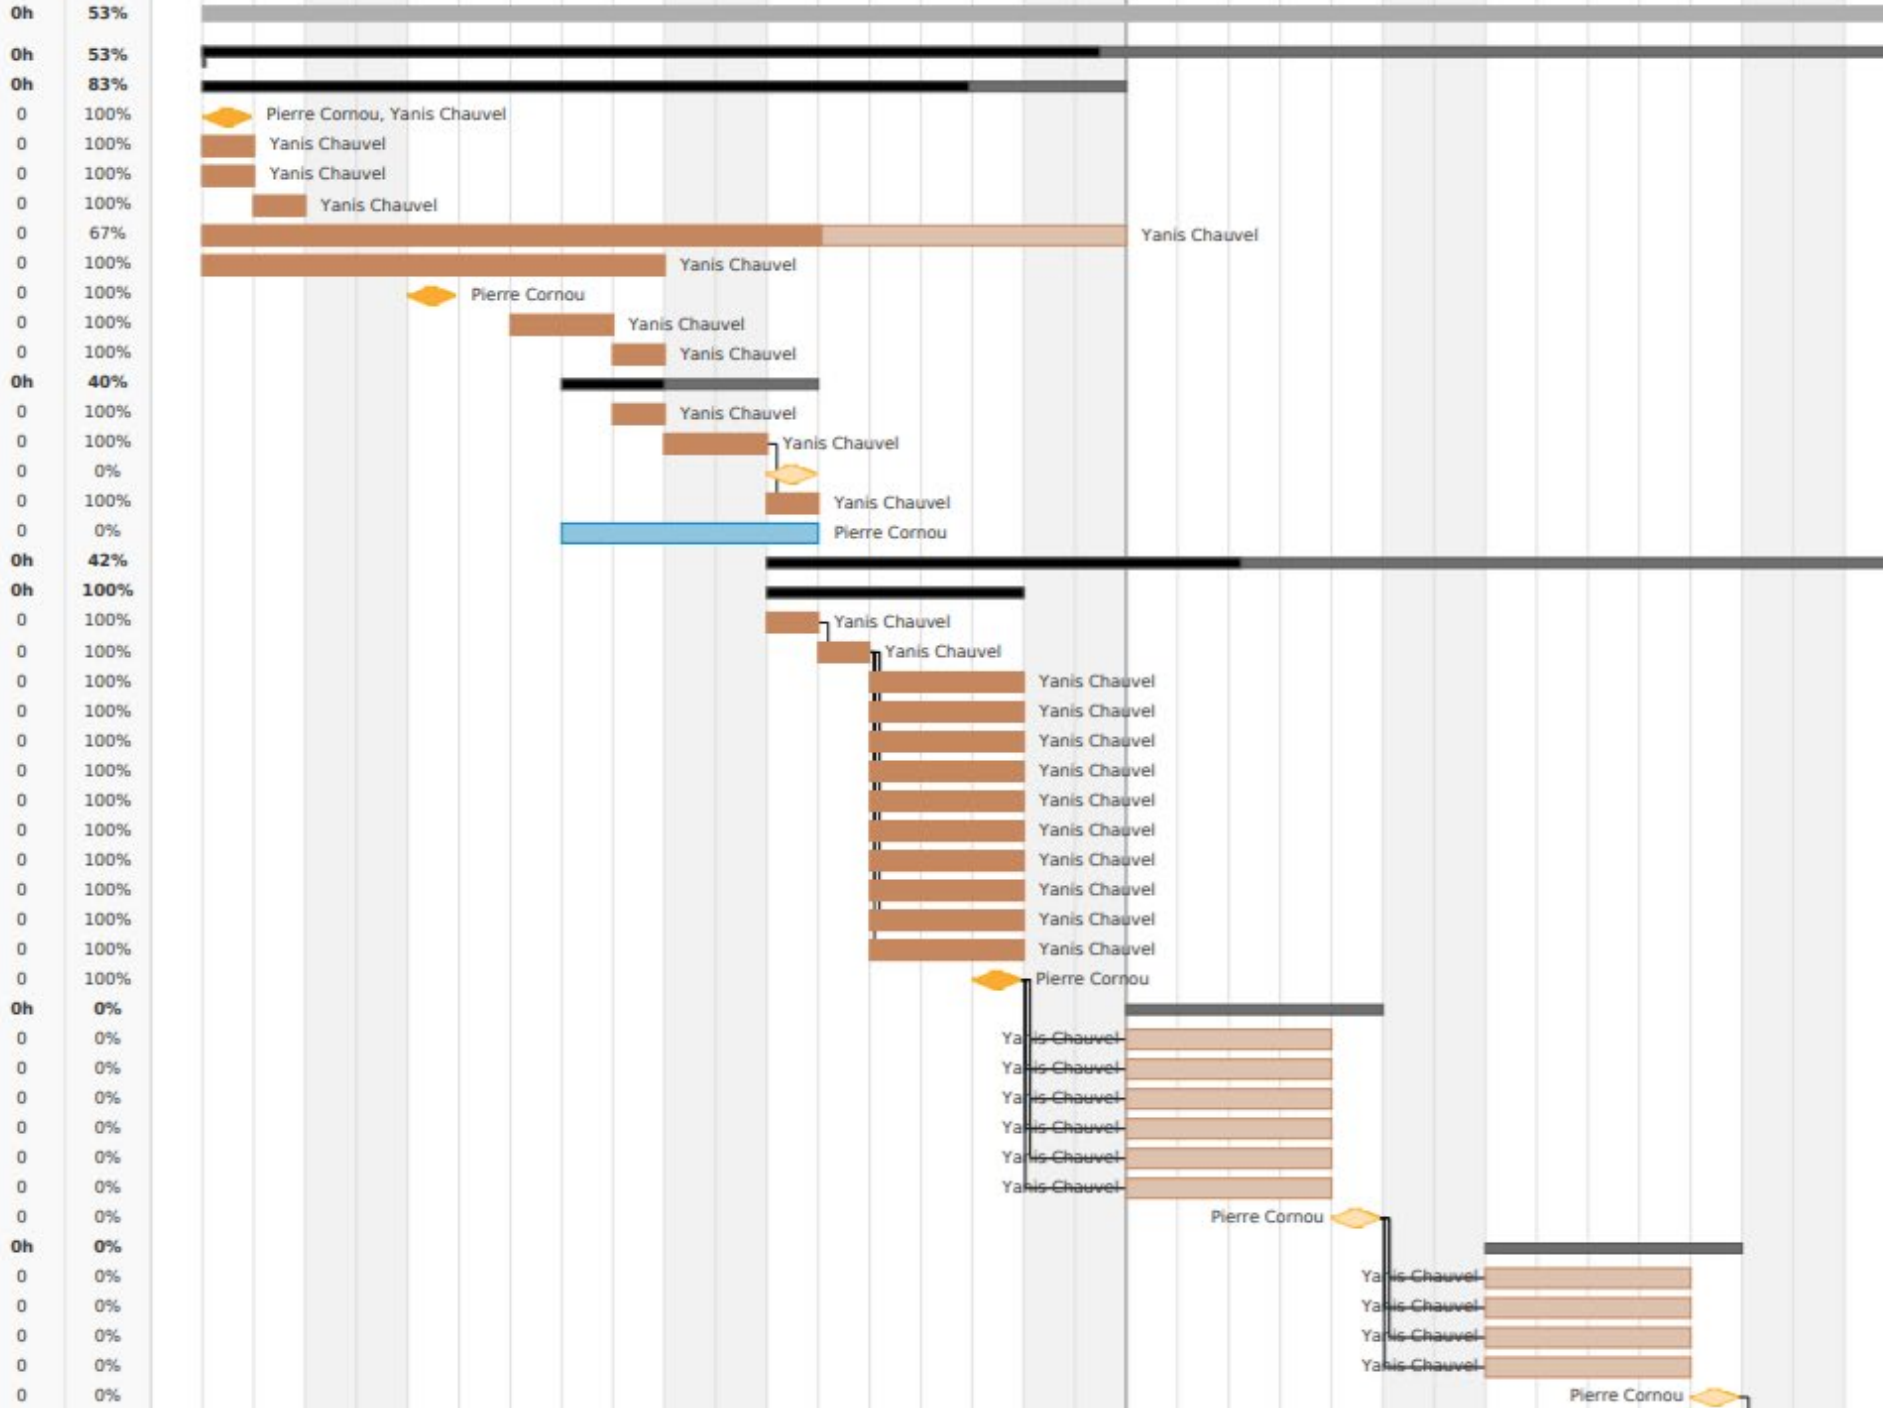 0h 53%
0h 53%
0h 83%
0 100% Pierre Cornou, Yanis Chauvel
0 100% Yanis Chauvel
0 100% Yanis Chauvel
0 100% Yanis Chauvel
0 67% Yanis Chauvel
0 100% Yanis Chauvel
0 100% Pierre Cornou
0 100% Yanis Chauvel
0 100% Yanis Chauvel
0h 40%
0 100% Yanis Chauvel
0 100% Yanis Chauvel
0 0%
0 100% Yanis Chauvel
0 0% Pierre Cornou
0h 42%
0h 100%
0 100% Yanis Chauvel
0 100% Yanis Chauvel
0 100% Yanis Chauvel
0 100% Yanis Chauvel
0 100% Yanis Chauvel
0 100% Yanis Chauvel
0 100% Yanis Chauvel
0 100% Yanis Chauvel
0 100% Yanis Chauvel
0 100% Yanis Chauvel
0 100% Yanis Chauvel
0 100% Yanis Chauvel
0 100% Pierre Cornou
0h 0%
0 0% Yanis Chauvel
0 0% Yanis Chauvel
0 0% Yanis Chauvel
0 0% Yanis Chauvel
0 0% Yanis Chauvel
0 0% Yanis Chauvel
0 0% Pierre Cornou
0h 0%
0 0% Yanis Chauvel
0 0% Yanis Chauvel
0 0% Yanis Chauvel
0 0% Yanis Chauvel
0 0% Pierre Cornou